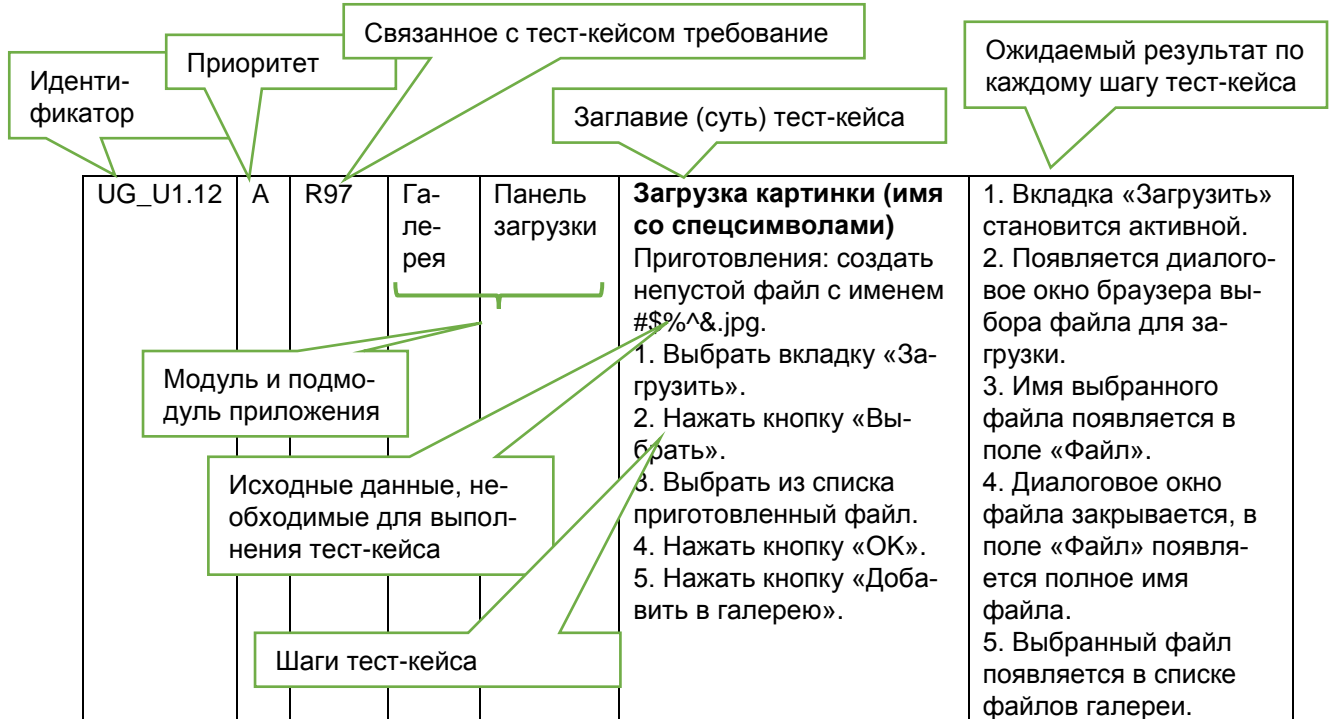 Связанное с тест-кейсом требование
Приоритет
Иденти-
фикатор
Ожидаемый результат по
каждому шагу тест-кейса
Заглавие (суть) тест-кейса
UG_U1.12
A
R97
Га-
ле-
рея
Панель
загрузки
Загрузка картинки (имя
со спецсимволами)
Приготовления: создать
непустой файл с именем
#$%^&.jpg.
1. Выбрать вкладку «За-
грузить».
2. Нажать кнопку «Вы-
брать».
3. Выбрать из списка
приготовленный файл.
4. Нажать кнопку «OK».
5. Нажать кнопку «Доба-
вить в галерею».
1. Вкладка «Загрузить»
становится активной.
2. Появляется диалого-
вое окно браузера вы-
бора файла для за-
грузки.
3. Имя выбранного
файла появляется в
поле «Файл».
4. Диалоговое окно
файла закрывается, в
поле «Файл» появля-
ется полное имя
файла.
5. Выбранный файл
появляется в списке
файлов галереи.
Модуль и подмо-
дуль приложения
Исходные данные, не-
обходимые для выпол-
нения тест-кейса
Шаги тест-кейса